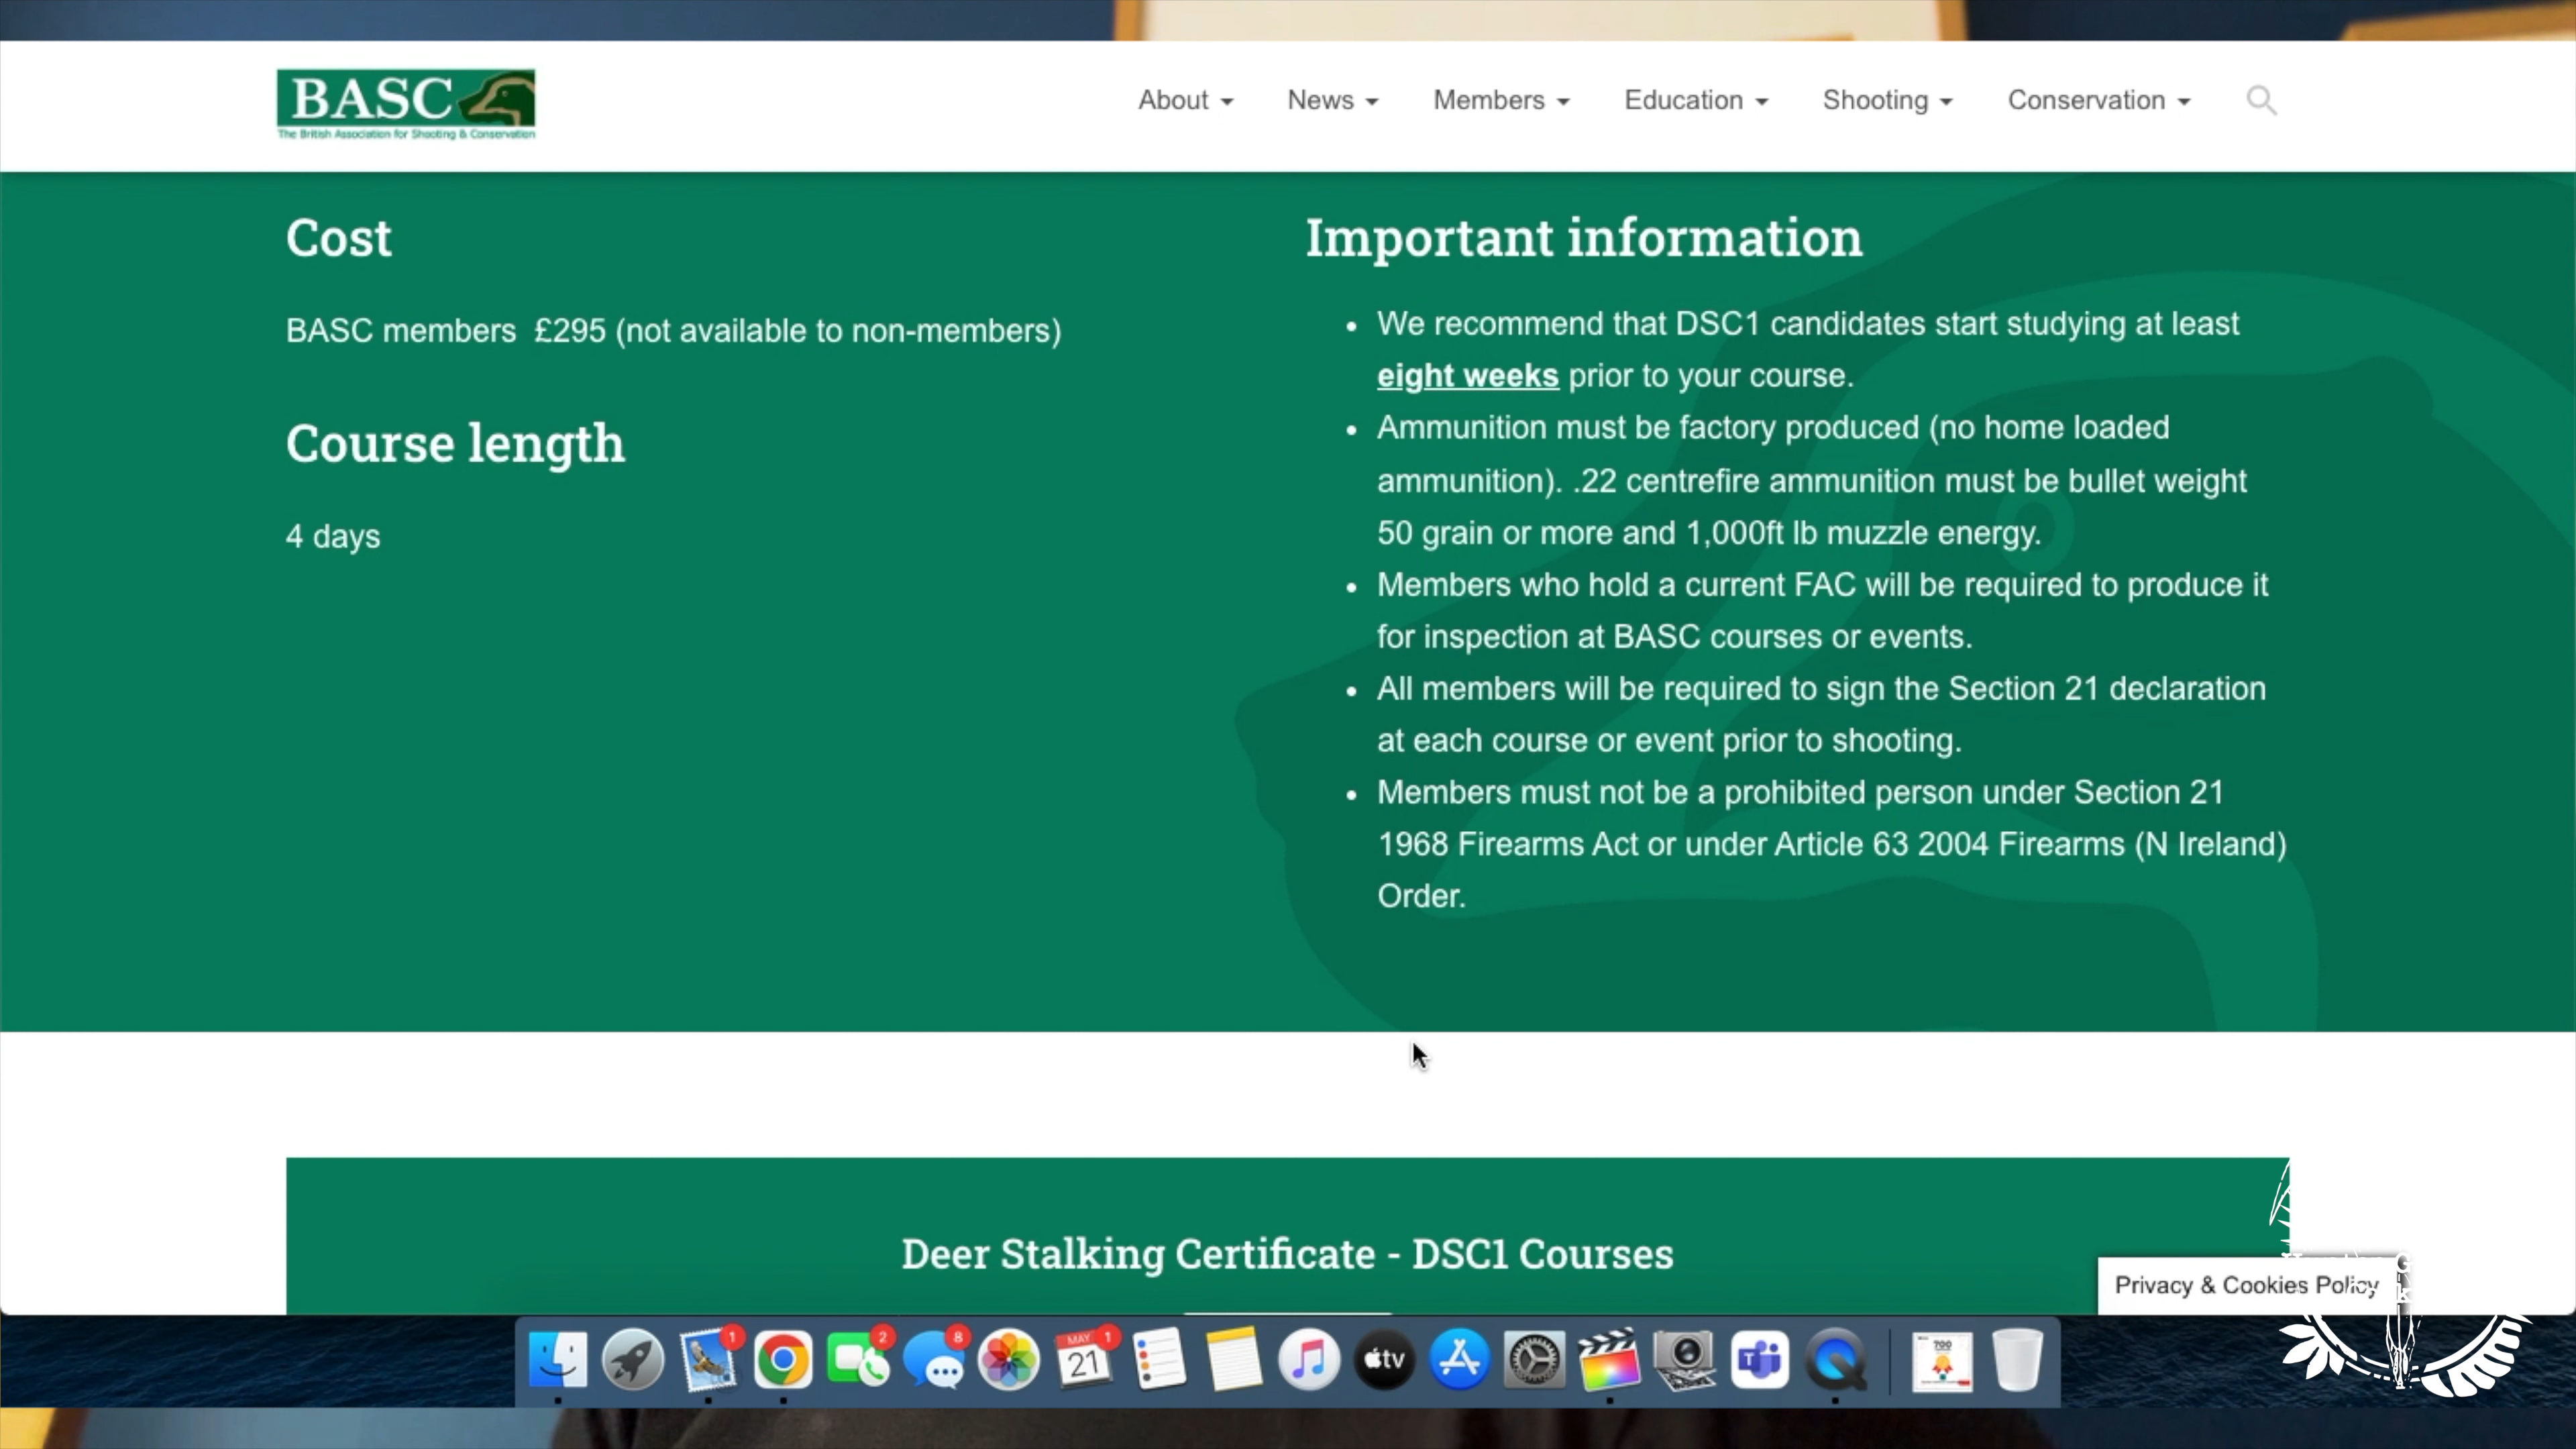 BASC
The British Association for Shooting & Conservation
About
News
Members
Education
Shooting
Conservation
Cost
BASC members £295 (not available to non-members)
Course length
4 days
Important information
We recommend that DSC1 candidates start studying at least
eight weeks prior to your course.
Ammunition must be factory produced (no home loaded
ammunition). .22 centrefire ammunition must be bullet weight
50 grain or more and 1,000ft lb muzzle energy.
Members who hold a current FAC will be required to produce it
for inspection at BASC courses or events.
All members will be required to sign the Section 21 declaration
at each course or event prior to shooting.
Members must not be a prohibited person under Section 21
1968 Firearms Act or under Article 63 2004 Firearms (N Ireland)
Order.
Deer Stalking Certificate - DSC1 Courses
Privacy & Cookies Policy
1
2
8
MAY
21
1
tv
T
700